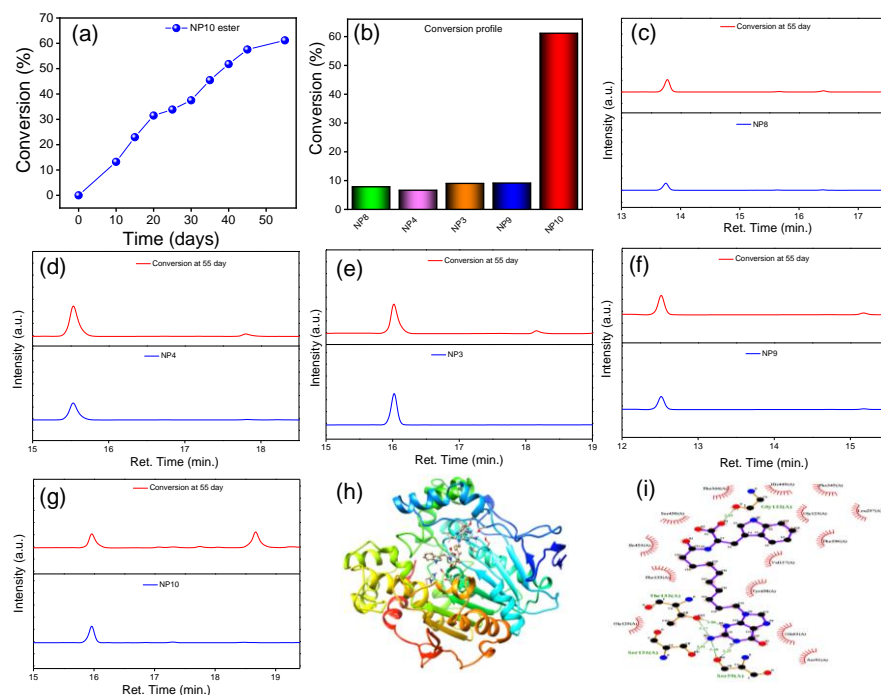 (a)
NP10 ester
Conversion (%)
70
60
50
40
30
20
10
0
0 10 20 30 40 50
Time (days)
(b)
Conversion profile
Conversion (%)
60
50
40
30
20
10
0
NP8 NP4 NP3 NP9 NP10
(c)
Conversion at 55 day
NP8
Intensity (a.u.)
13 14 15 16 17
Ret. Time (min.)
(d)
Conversion at 55 day
NP4
Intensity (a.u.)
15 16 17 18
Ret. Time (min.)
(e)
Conversion at 55 day
NP3
Intensity (a.u.)
15 16 17 18 19
Ret. Time (min.)
(f)
Conversion at 55 day
NP9
Intensity (a.u.)
12 13 14 15
Ret. Time (min.)
(g)
Conversion at 55 day
NP10
Intensity (a.u.)
15 16 17 18 19
Ret. Time (min.)
(h)
(i)